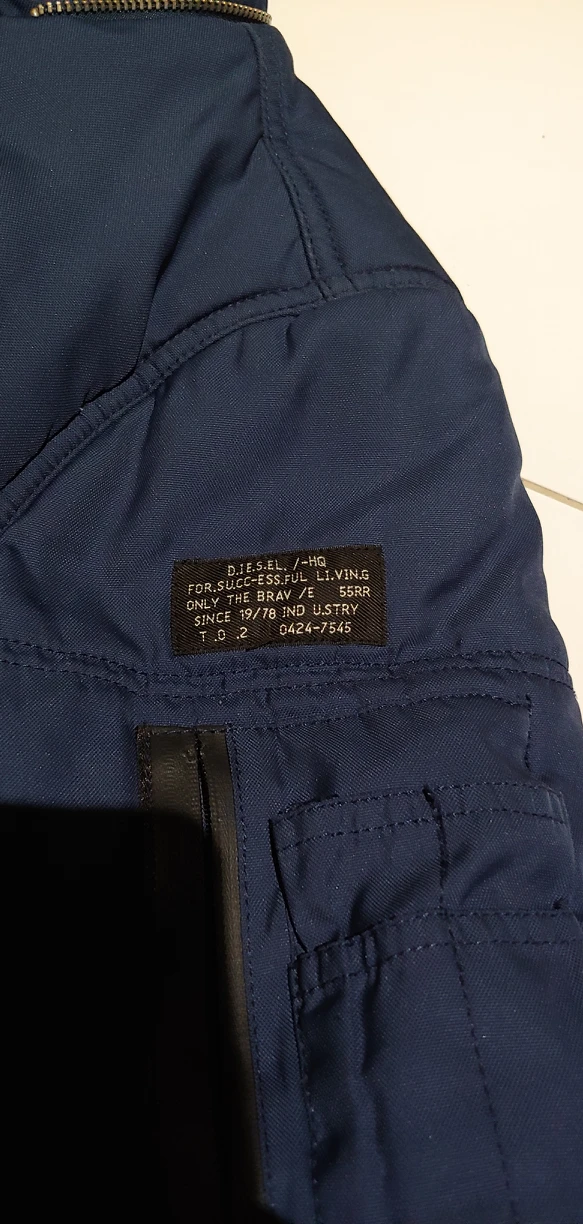 D.IE.S.EL. /-HQ
FOR.SU.CC-ESS.FUL LI.VIN.G
ONLY THE BRAV /E 55RR
SINCE 19/78 IND U.STRY
T .O .2 0424-7545